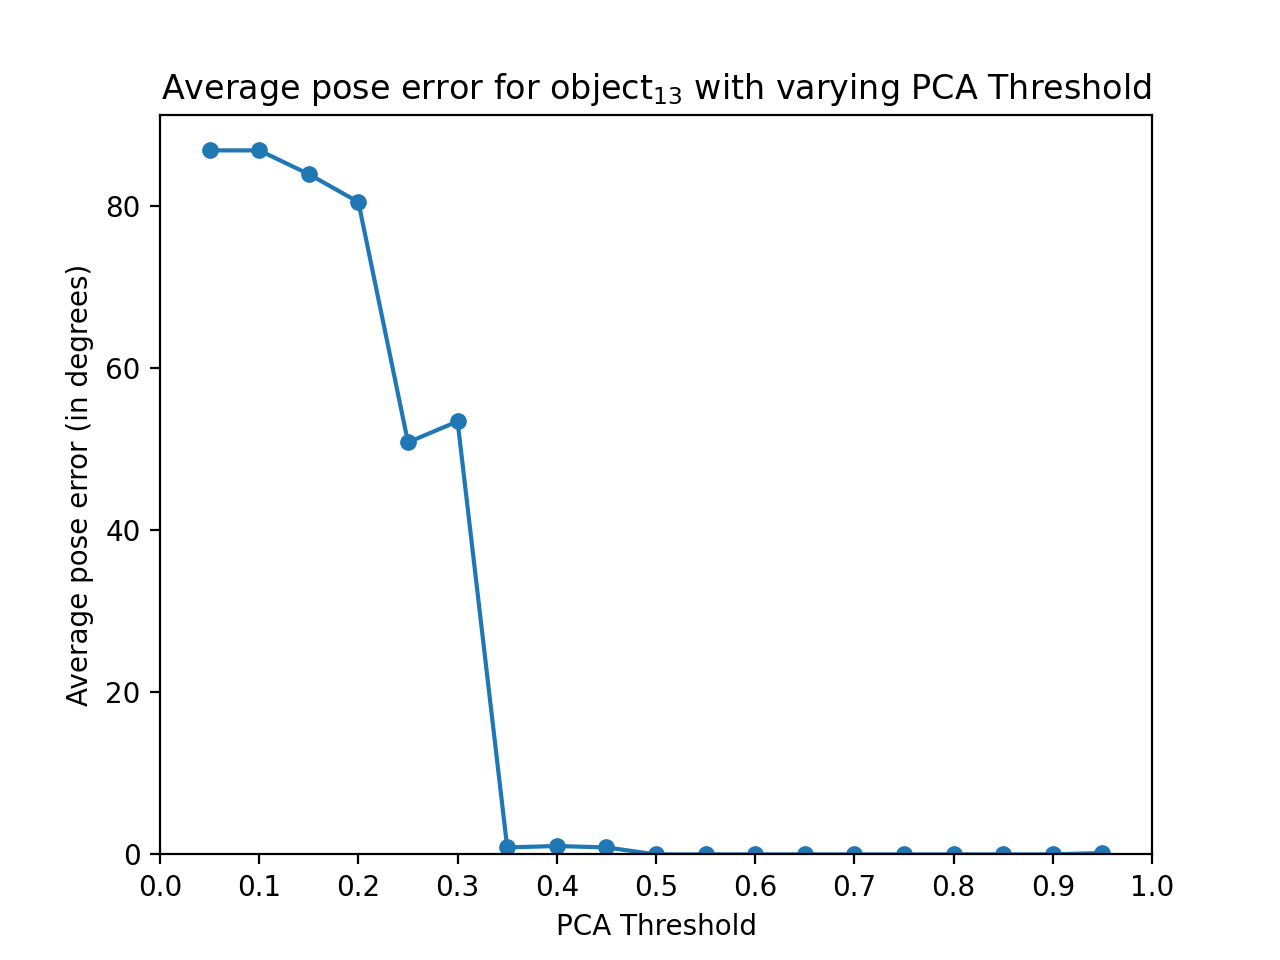 Average pose error for object₁₃ with varying PCA Threshold
Average pose error (in degrees)
80
60
40
20
0
0.0 0.1 0.2 0.3 0.4 0.5 0.6 0.7 0.8 0.9 1.0
PCA Threshold